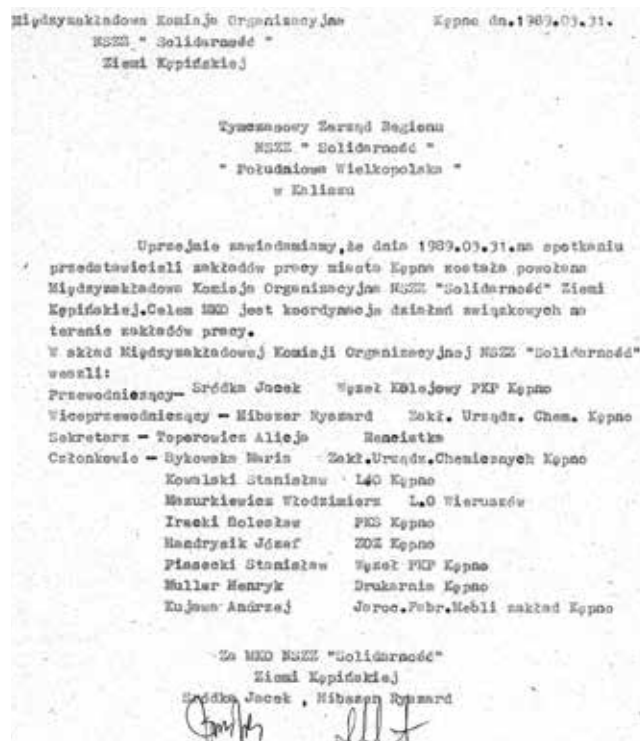 Międzyzakładowa Komisja Organizacyjna Kępno dn.1989.03.31.
NSZZ " Solidarność "
Ziemi Kępińskiej
Tymczasowy Zarząd Regionu
NSZZ " Solidarność "
" Południowa Wielkopolska "
w Kaliszu
Uprzejmie zawiadamiamy,że dnia 1989.03.31.na spotkaniu
przedstawicieli zakładów pracy miasta Kępna została powołana
Międzyzakładowa Komisja Organizacyjna NSZZ "Solidarność" Ziemi
Kępińskiej.Celem MKO jest koordynacja działań związkowych na
terenie zakładów pracy.
W skład Międzyzakładowej Komisji Organizacyjnej NSZZ "Solidarność"
weszli:
Przewodniczący- Sródka Jacek Węzeł Kolejowy PKP Kępno
Viceprzewodniczący - Hibszer Ryszard Zakł. Urządz. Chem. Kępno
Sekretarz - Toporowicz Alicja Rencistka
Członkowie - Bykowska Maria Zakł.Urządz.Chemicznych Kępno
Kowalski Stanisław LO Kępno
Mazurkiewicz Włodzimierz L.O Wieruszów
Iracki Bolesław PKS Kępno
Handrysik Józef ZOZ Kępno
Piasecki Stanisław Węzeł PKP Kępno
Muller Henryk Drukarnia Kępno
Kujawa Andrzej Jaroc.Fabr.Mebli zakład Kępno
Za MKO NSZZ "Solidarność"
Ziemi Kępińskiej
Sródka Jacek , Hibszer Ryszard